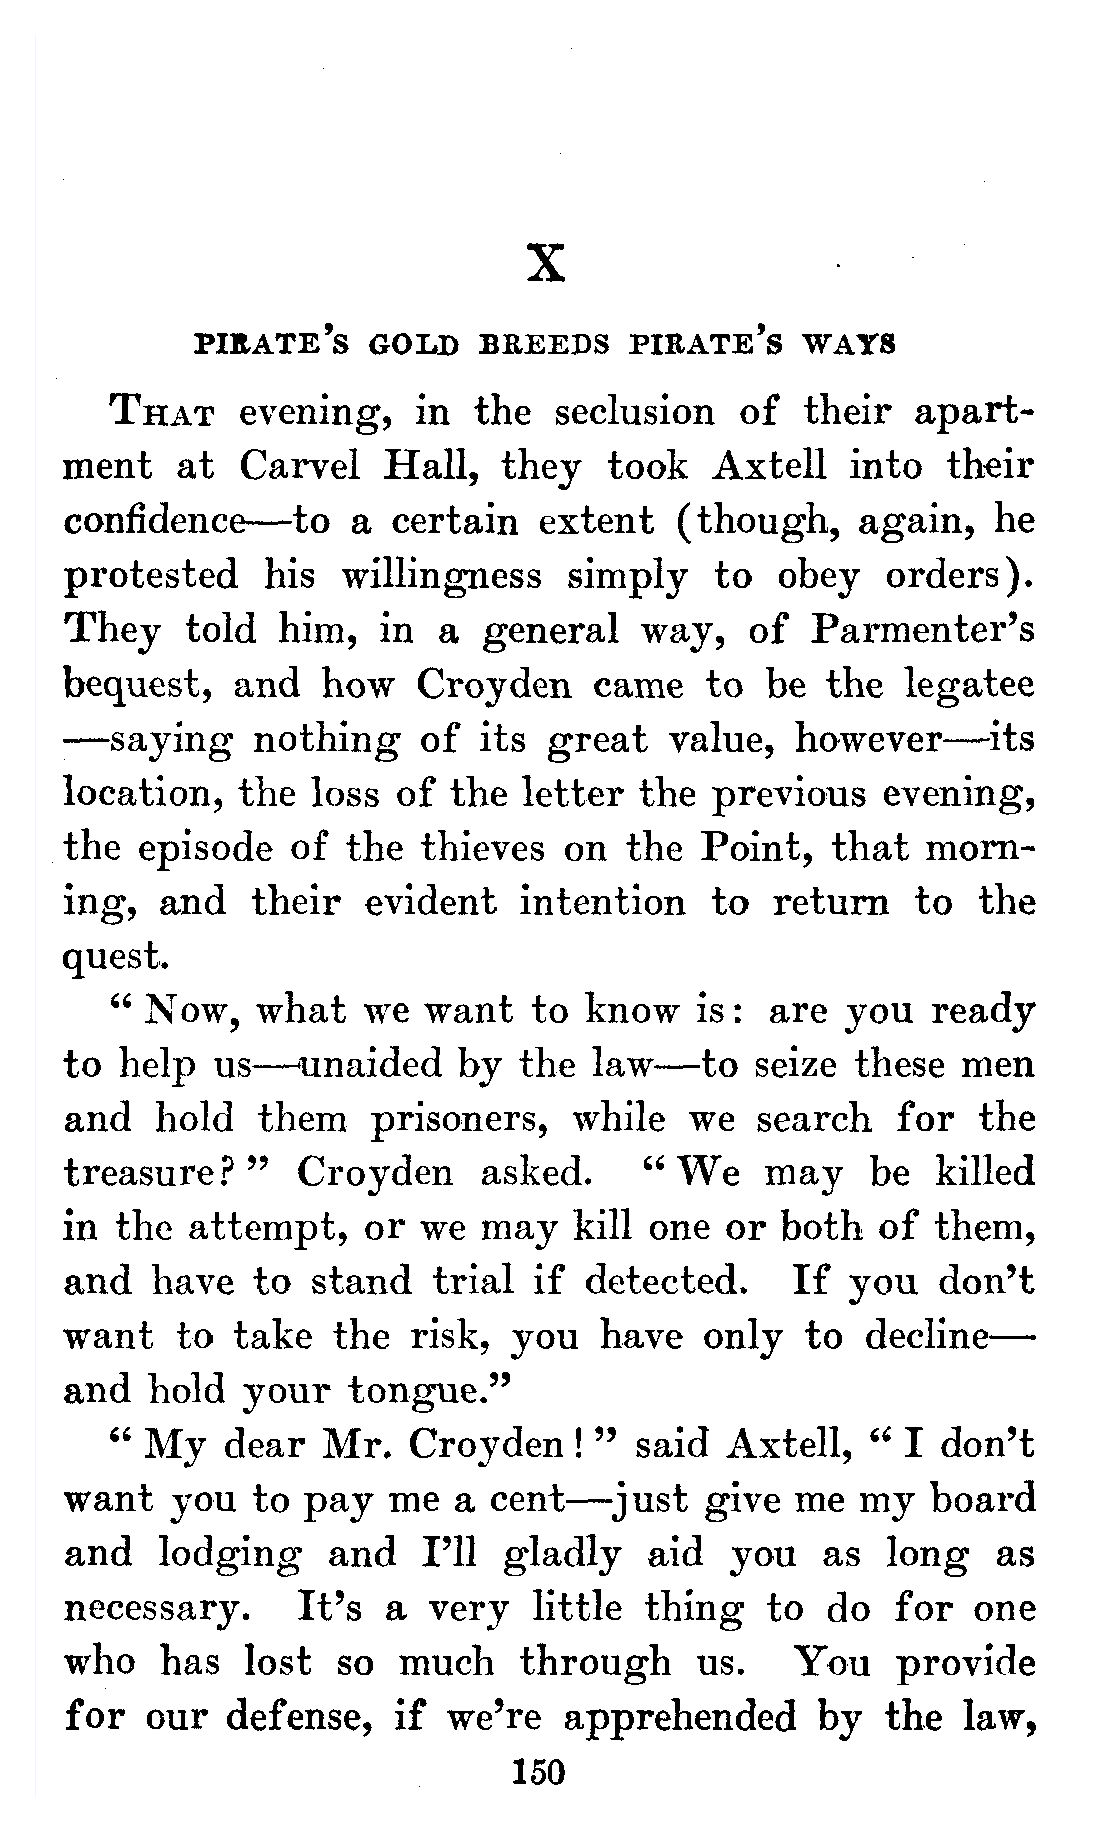 X
PIRATE'S GOLD BREEDS PIRATE'S WAYS
THAT evening, in the seclusion of their apart-
ment at Carvel Hall, they took Axtell into their
confidence—to a certain extent (though, again, he
protested his willingness simply to obey orders).
They told him, in a general way, of Parmenter's
bequest, and how Croyden came to be the legatee
—saying nothing of its great value, however—its
location, the loss of the letter the previous evening,
the episode of the thieves on the Point, that morn-
ing, and their evident intention to return to the
quest.
“ Now, what we want to know is : are you ready
to help us—unaided by the law—to seize these men
and hold them prisoners, while we search for the
treasure? ” Croyden asked. “ We may be killed
in the attempt, or we may kill one or both of them,
and have to stand trial if detected. If you don't
want to take the risk, you have only to decline—
and hold your tongue.”
“ My dear Mr. Croyden ! ” said Axtell, “ I don't
want you to pay me a cent—just give me my board
and lodging and I'll gladly aid you as long as
necessary. It's a very little thing to do for one
who has lost so much through us. You provide
for our defense, if we're apprehended by the law,
150